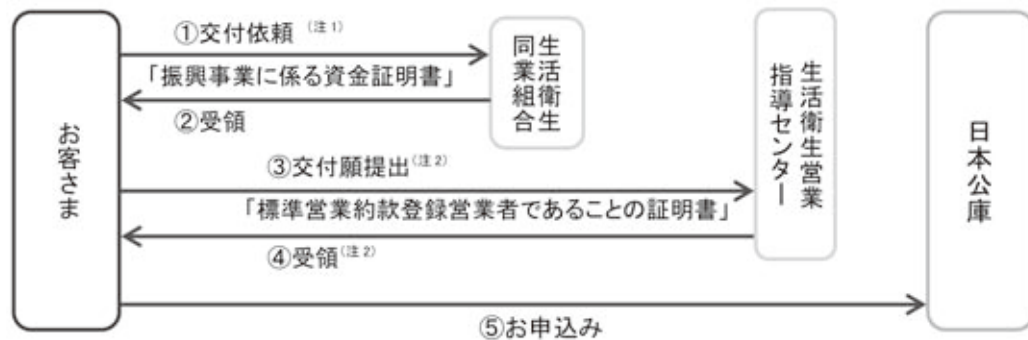 お客さま
①交付依頼（注1）
「振興事業に係る資金証明書」
②受領
生活衛生
同業組合
③交付願提出（注2）
「標準営業約款登録営業者であることの証明書」
④受領（注2）
生活衛生営業
指導センター
⑤お申込み
日本公庫